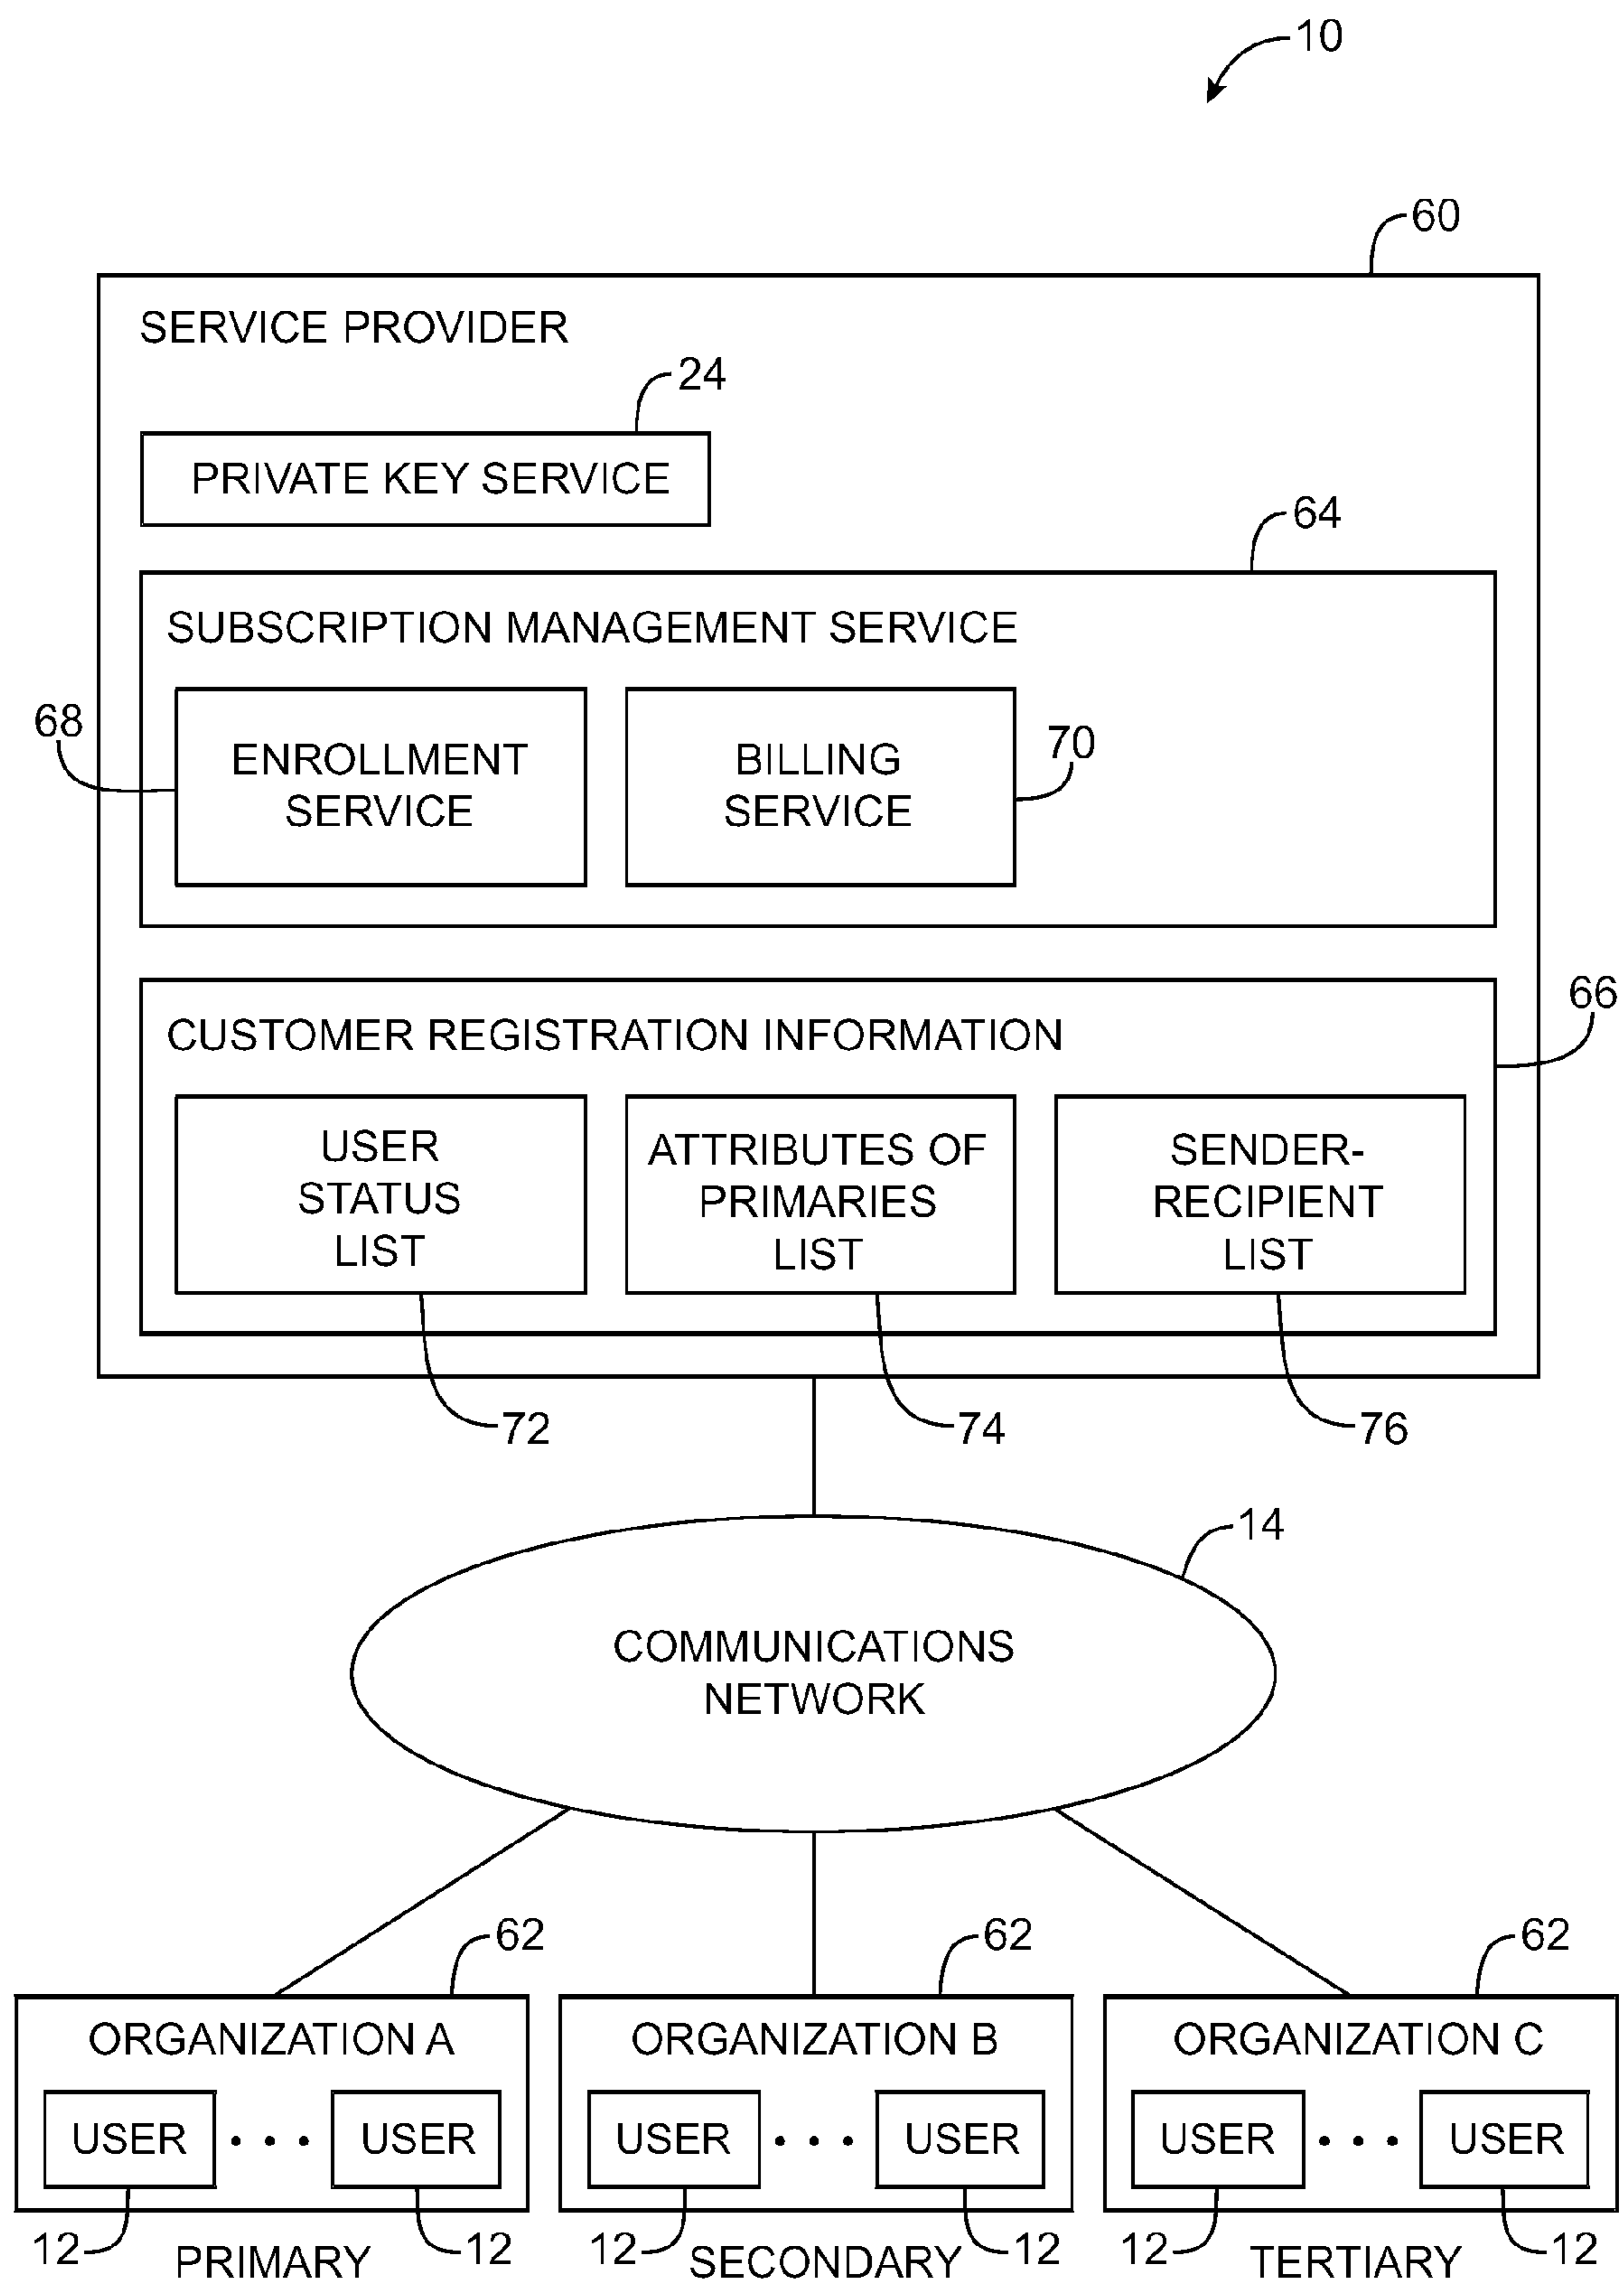 10
60
SERVICE PROVIDER
24
PRIVATE KEY SERVICE
64
SUBSCRIPTION MANAGEMENT SERVICE
68
ENROLLMENT
SERVICE
BILLING
SERVICE
70
66
CUSTOMER REGISTRATION INFORMATION
USER
STATUS
LIST
ATTRIBUTES OF
PRIMARIES
LIST
SENDER-
RECIPIENT
LIST
72
74
76
14
COMMUNICATIONS
NETWORK
62
62
62
ORGANIZATION A
USER
USER
ORGANIZATION B
USER
USER
ORGANIZATION C
USER
USER
12
12
12
12
12
12
PRIMARY
SECONDARY
TERTIARY